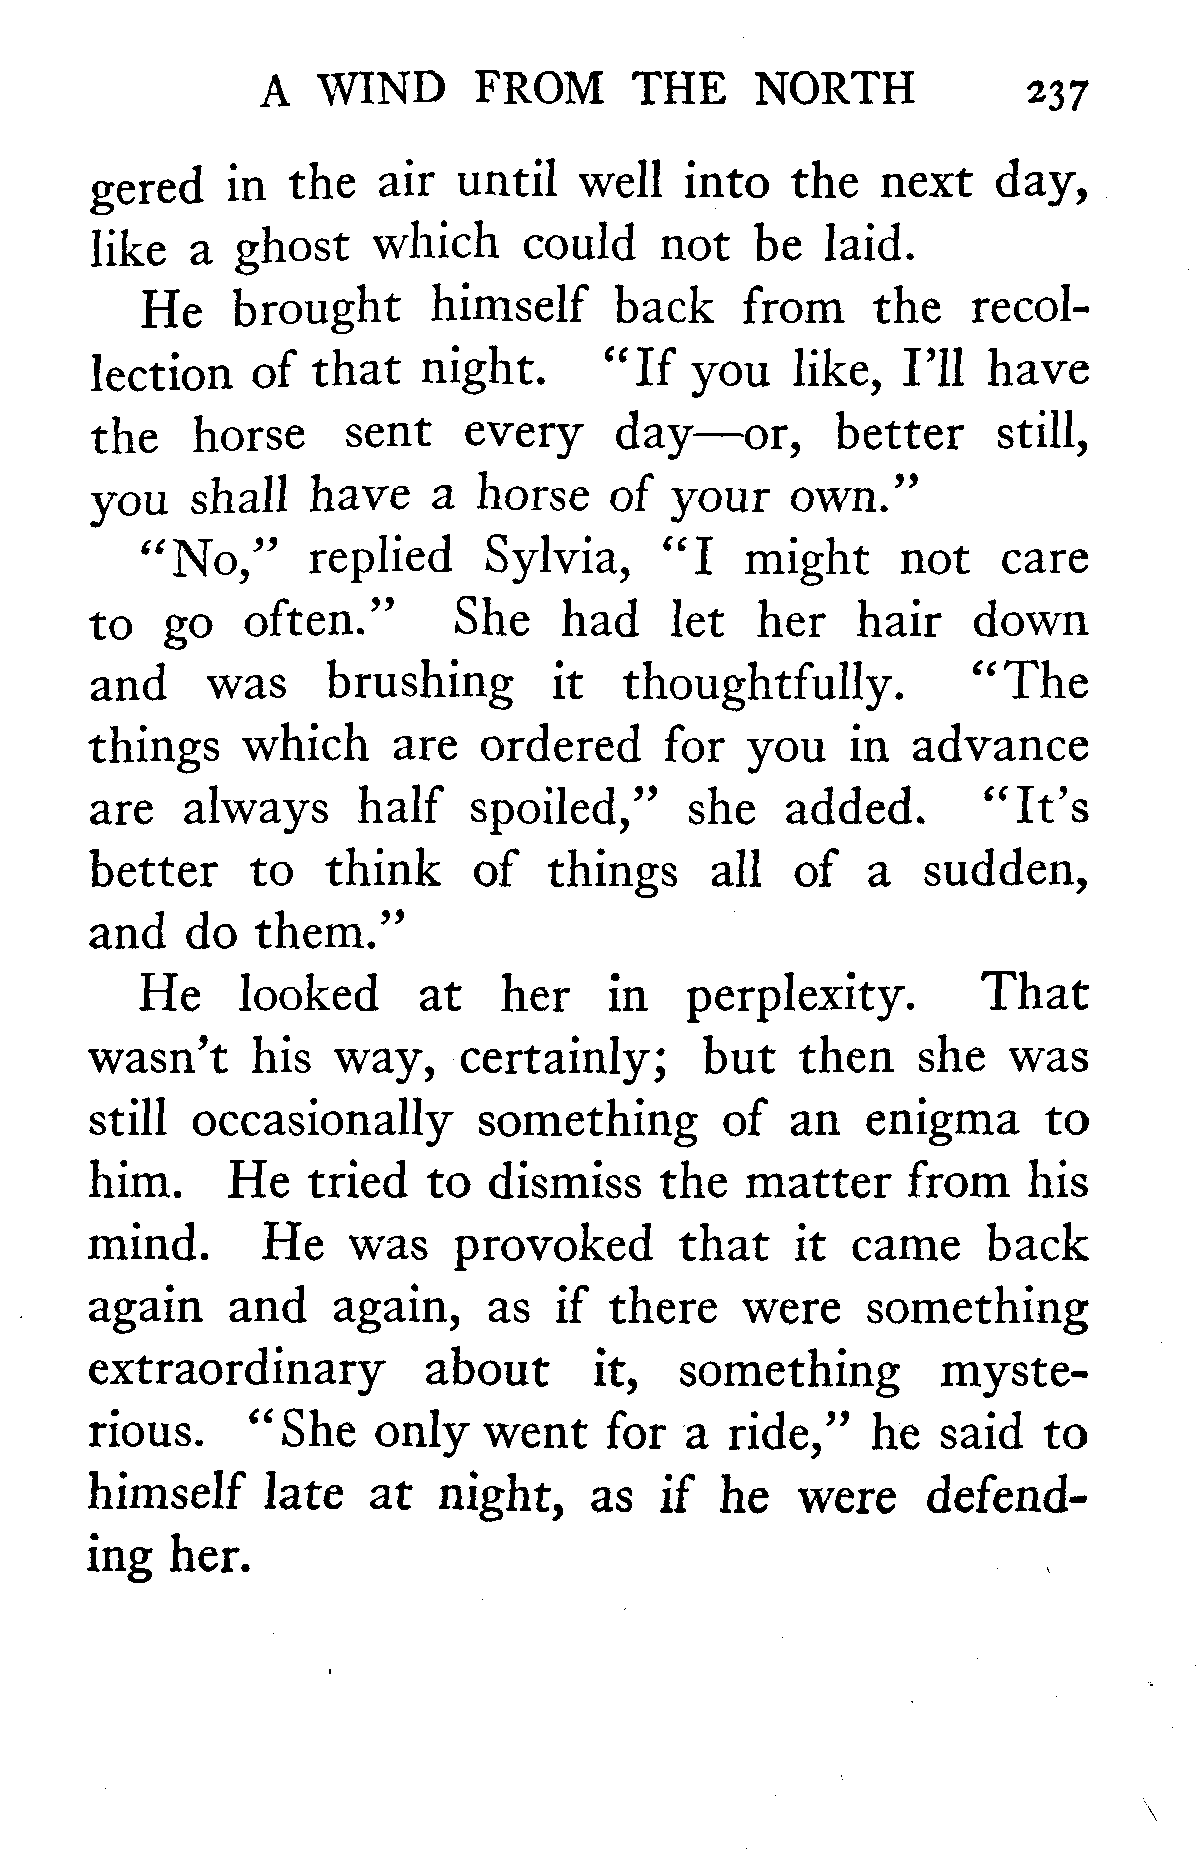 A WIND FROM THE NORTH 237
gered in the air until well into the next day,
like a ghost which could not be laid.
He brought himself back from the recol-
lection of that night. "If you like, I'll have
the horse sent every day—or, better still,
you shall have a horse of your own."
"No," replied Sylvia, "I might not care
to go often." She had let her hair down
and was brushing it thoughtfully. "The
things which are ordered for you in advance
are always half spoiled," she added. "It's
better to think of things all of a sudden,
and do them."
He looked at her in perplexity. That
wasn't his way, certainly; but then she was
still occasionally something of an enigma to
him. He tried to dismiss the matter from his
mind. He was provoked that it came back
again and again, as if there were something
extraordinary about it, something myste-
rious. "She only went for a ride," he said to
himself late at night, as if he were defend-
ing her.